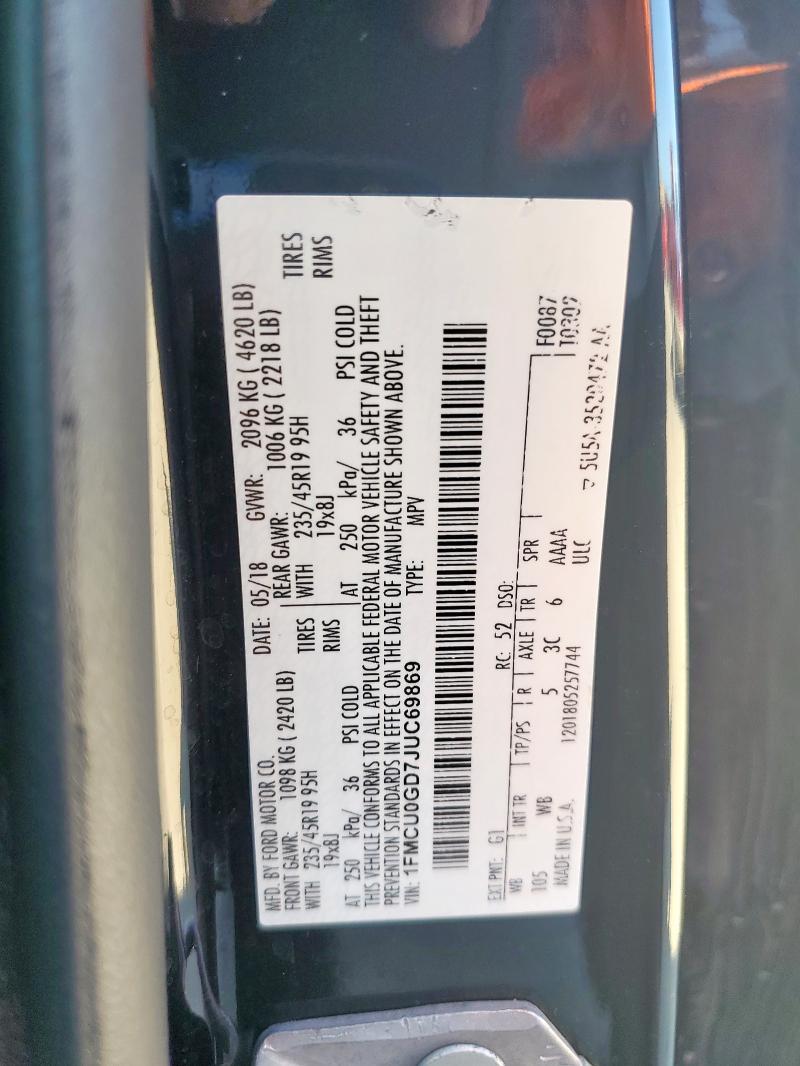 MFD. BY FORD MOTOR CO.
DATE: 05/18 GVWR: 2096 KG ( 4620 LB)
FRONT GAWR: 1098 KG ( 2420 LB) REAR GAWR: 1006 KG ( 2218 LB)
WITH 235/45R19 95H TIRES WITH 235/45R19 95H TIRES
19x8J RIMS 19x8J RIMS
AT 250 kPa/ 36 PSI COLD AT 250 kPa/ 36 PSI COLD
THIS VEHICLE CONFORMS TO ALL APPLICABLE FEDERAL MOTOR VEHICLE SAFETY AND THEFT
PREVENTION STANDARDS IN EFFECT ON THE DATE OF MANUFACTURE SHOWN ABOVE.
VIN: 1FMCU0GD7JUC69869 TYPE: MPV
EXT PNT: G1 RC: 52 DSO: F0087
WB INT TR TP/PS R AXLE TR SPR T0302
105 WB 5 3C 6 AAAA
MADE IN U.S.A. 1201805257744 ULC
5U5A-3520472-AA